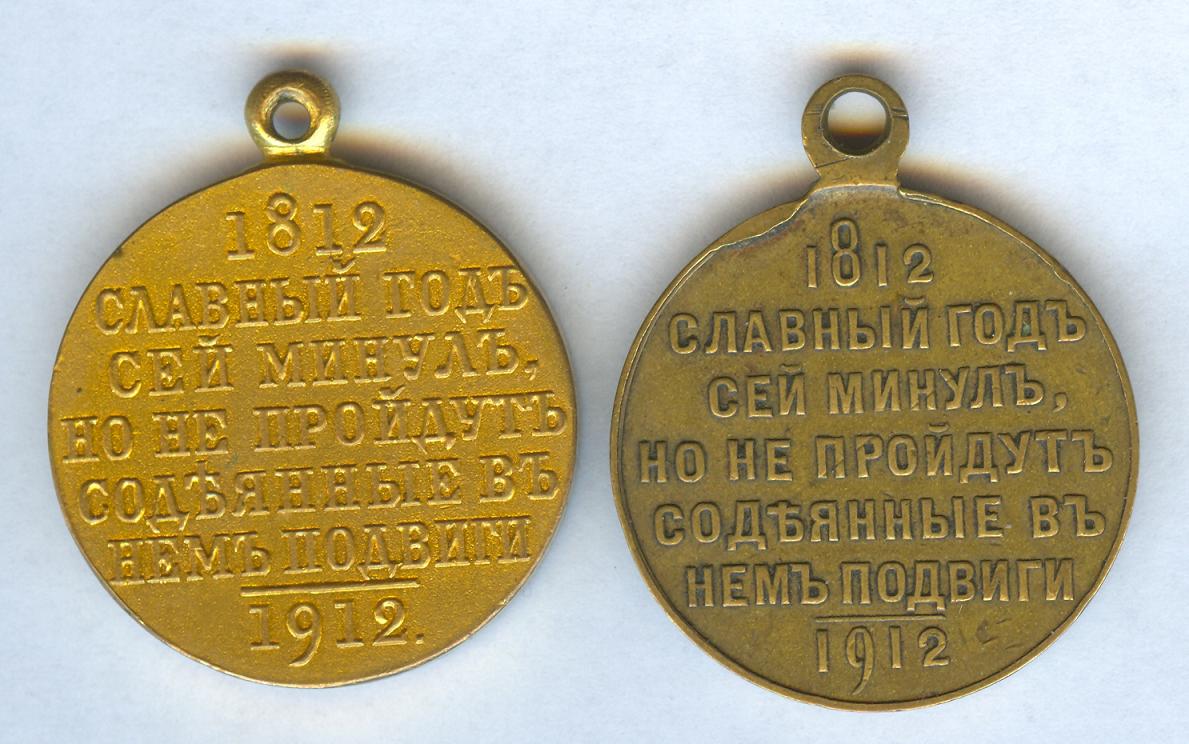 1812
СЛАВНЫЙ ГОДЪ
СЕЙ МИНУЛЪ,
НО НЕ ПРОЙДУТЪ
СОДѢЯННЫЕ ВЪ
НЕМЪ ПОДВИГИ
1912.
1812
СЛАВНЫЙ ГОДЪ
СЕЙ МИНУЛЪ,
НО НЕ ПРОЙДУТЪ
СОДѢЯННЫЕ ВЪ
НЕМЪ ПОДВИГИ
1912